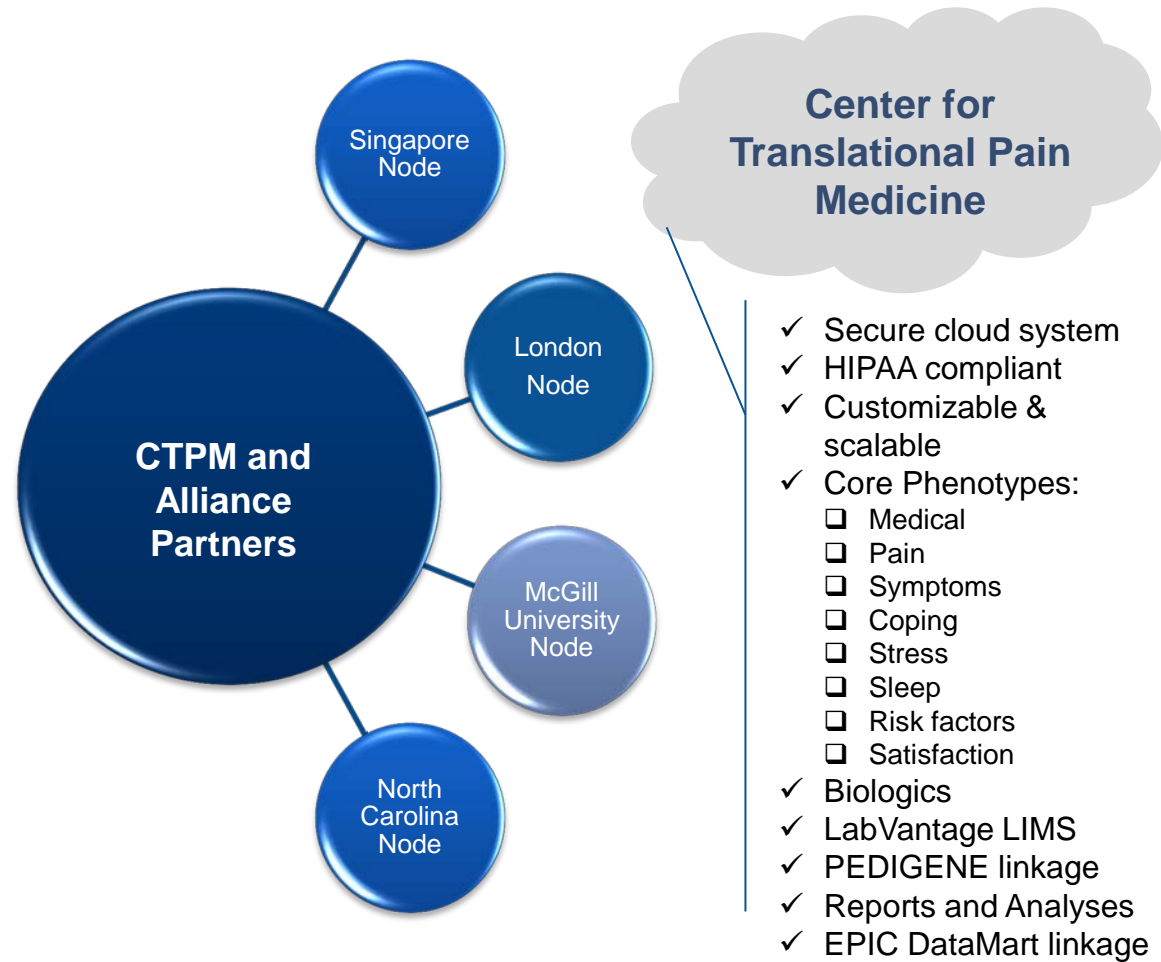 Singapore
Node
London
Node
CTPM and
Alliance
Partners
McGill
University
Node
North
Carolina
Node
Center for
Translational Pain
Medicine
✓ Secure cloud system
✓ HIPAA compliant
✓ Customizable &
scalable
✓ Core Phenotypes:
❑ Medical
❑ Pain
❑ Symptoms
❑ Coping
❑ Stress
❑ Sleep
❑ Risk factors
❑ Satisfaction
✓ Biologics
✓ LabVantage LIMS
✓ PEDIGENE linkage
✓ Reports and Analyses
✓ EPIC DataMart linkage